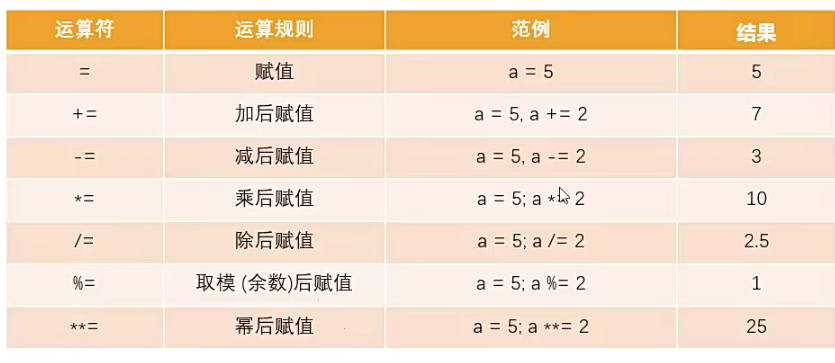 运算符 运算规则 范例 结果
= 赋值 a = 5 5
+= 加后赋值 a = 5, a += 2 7
-= 减后赋值 a = 5, a -= 2 3
*= 乘后赋值 a = 5; a * 2 10
/= 除后赋值 a = 5; a /= 2 2.5
%= 取模 (余数)后赋值 a = 5; a %= 2 1
**= 幂后赋值 a = 5; a **= 2 25